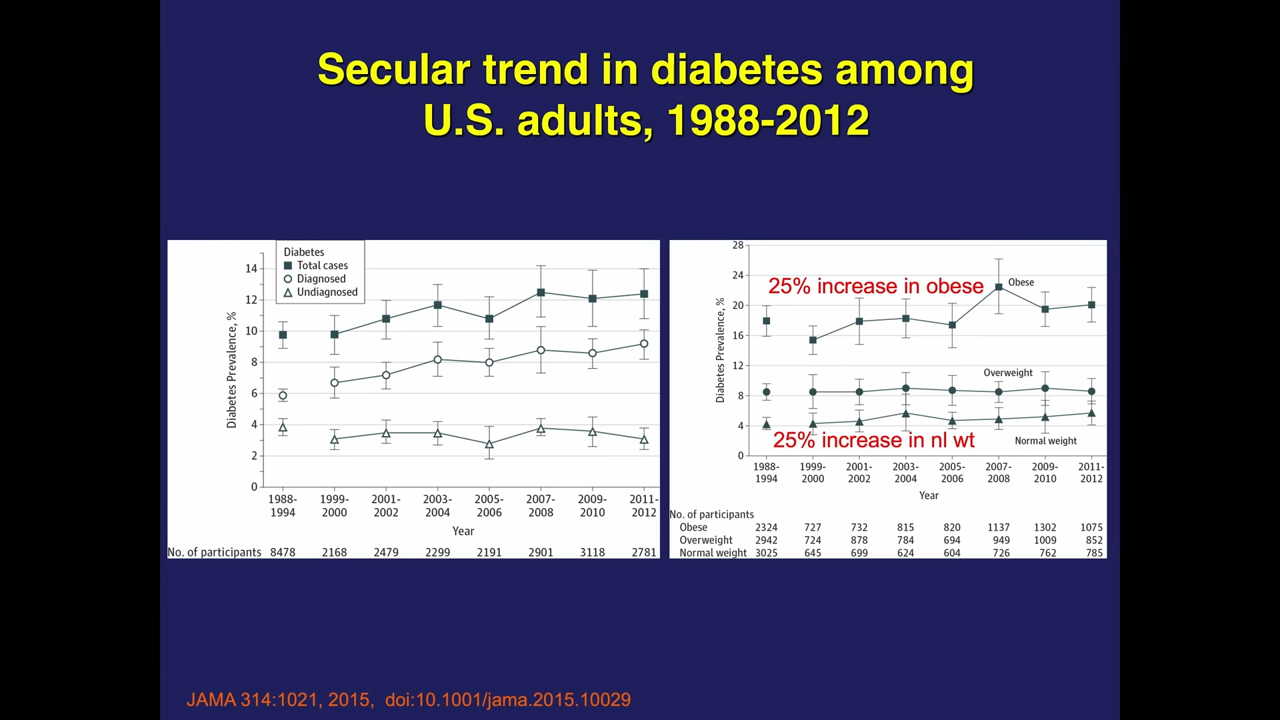 Secular trend in diabetes among
U.S. adults, 1988-2012
Diabetes
Total cases
Diagnosed
Undiagnosed
Diabetes Prevalence, %
14
12
10
8
6
4
2
0
1988- 1999- 2001- 2003- 2005- 2007- 2009- 2011-
1994 2000 2002 2004 2006 2008 2010 2012
Year
No. of participants 8478 2168 2479 2299 2191 2901 3118 2781
Diabetes Prevalence, %
28
24
20
16
12
8
4
0
25% increase in obese
Obese
Overweight
25% increase in nl wt
Normal weight
1988- 1999- 2001- 2003- 2005- 2007- 2009- 2011-
1994 2000 2002 2004 2006 2008 2010 2012
Year
No. of participants
Obese 2324 727 732 815 820 1137 1302 1075
Overweight 2942 724 878 784 694 949 1009 852
Normal weight 3025 645 699 624 604 726 762 785
JAMA 314:1021, 2015, doi:10.1001/jama.2015.10029